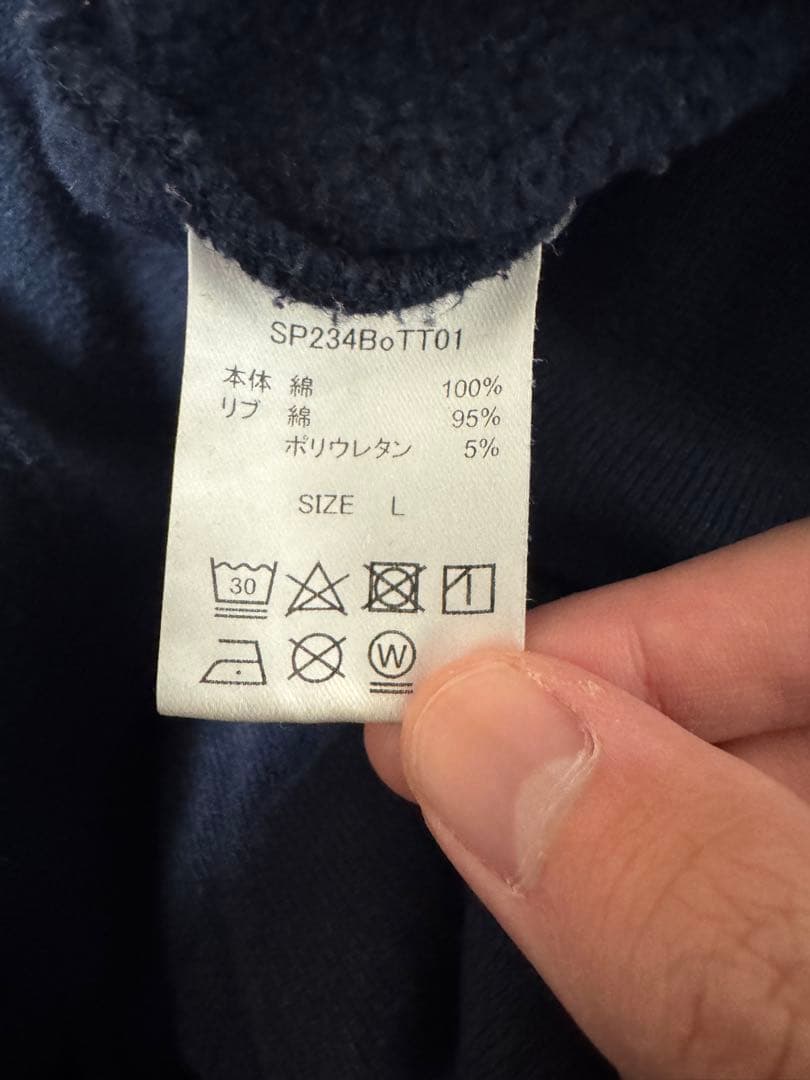 SP234BoTT01
本体 綿 100%
リブ 綿 95%
ポリウレタン 5%
SIZE L
30
W